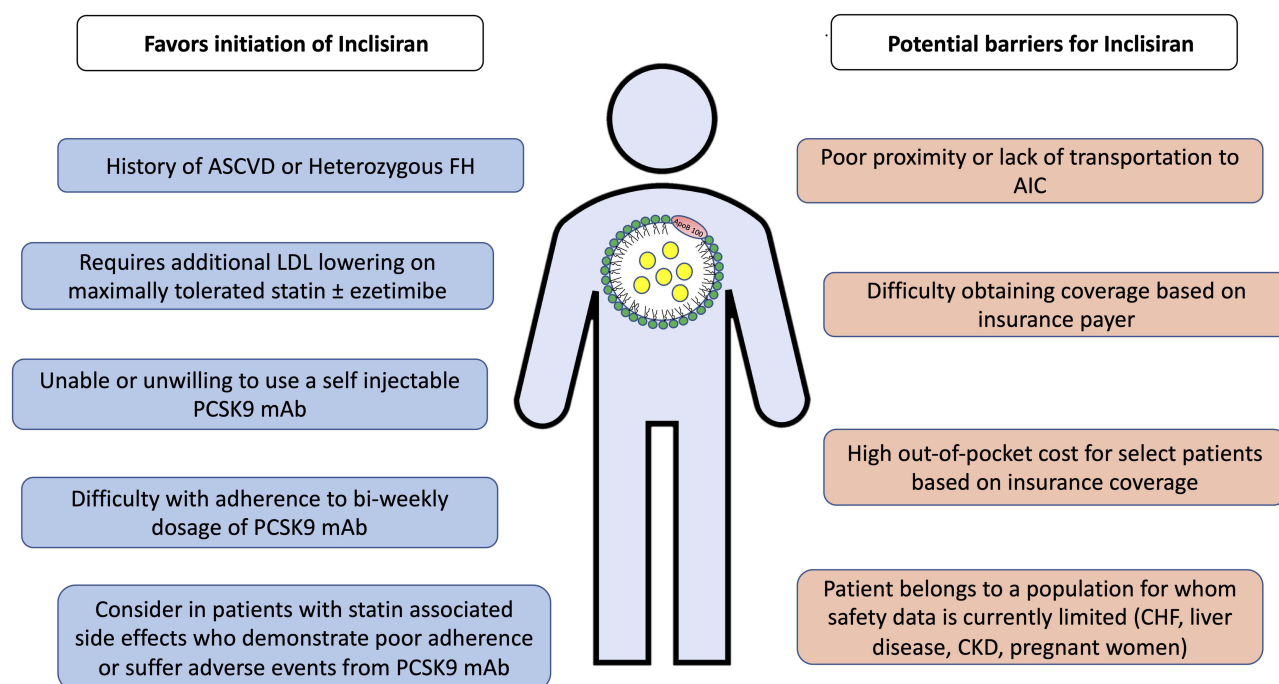 Favors initiation of Inclisiran
History of ASCVD or Heterozygous FH
Requires additional LDL lowering on
maximally tolerated statin ± ezetimibe
Unable or unwilling to use a self injectable
PCSK9 mAb
Difficulty with adherence to bi-weekly
dosage of PCSK9 mAb
Consider in patients with statin associated
side effects who demonstrate poor adherence
or suffer adverse events from PCSK9 mAb
ApoB 100
Potential barriers for Inclisiran
Poor proximity or lack of transportation to
AIC
Difficulty obtaining coverage based on
insurance payer
High out-of-pocket cost for select patients
based on insurance coverage
Patient belongs to a population for whom
safety data is currently limited (CHF, liver
disease, CKD, pregnant women)